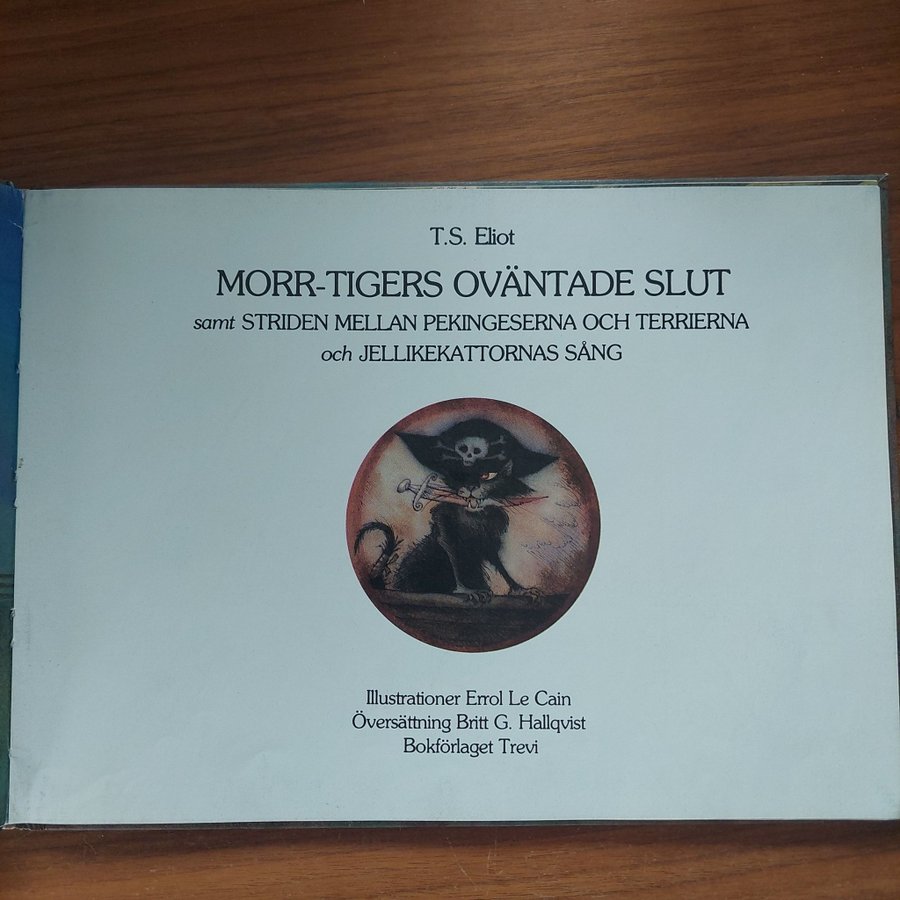 T.S. Eliot
MORR-TIGERS OVÄNTADE SLUT
samt STRIDEN MELLAN PEKINGESERNA OCH TERRIERNA
och JELLIKEKATTORNAS SÅNG
Illustrationer Errol Le Cain
Översättning Britt G. Hallqvist
Bokförlaget Trevi